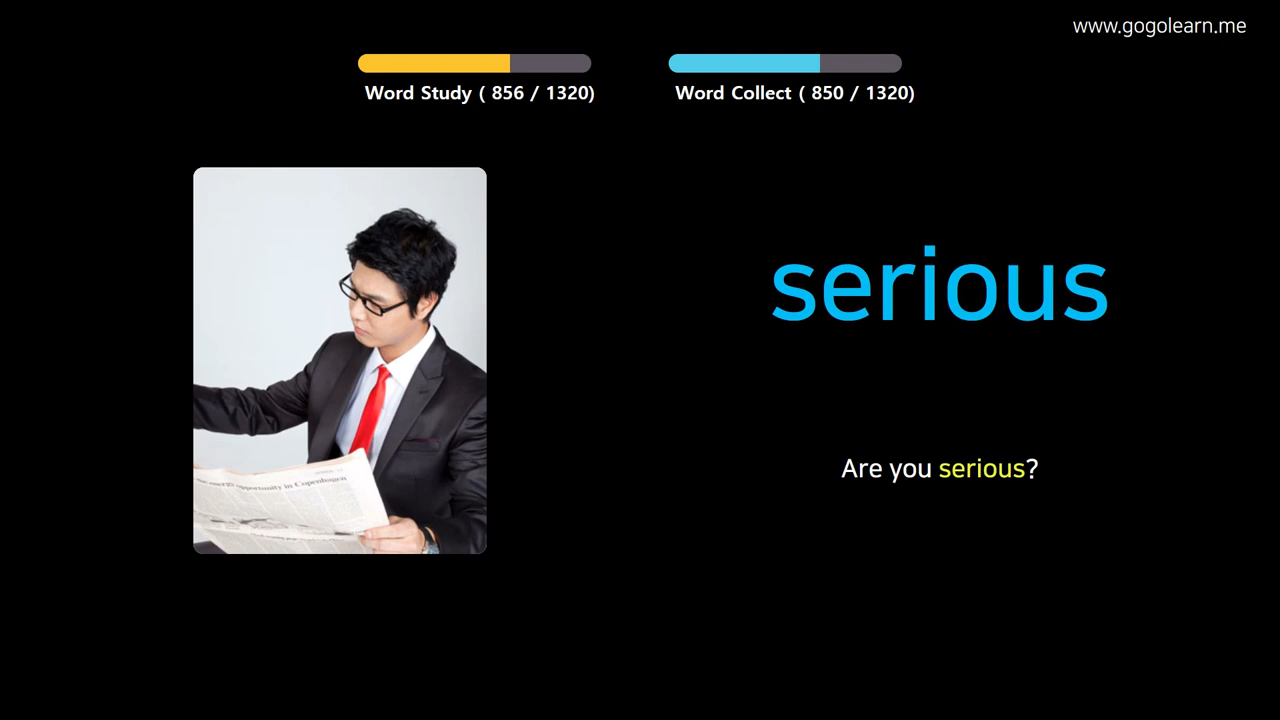 www.gogolearn.me
Word Study ( 856 / 1320)
Word Collect ( 850 / 1320)
serious
Are you serious?
opportunity in Copenhagen